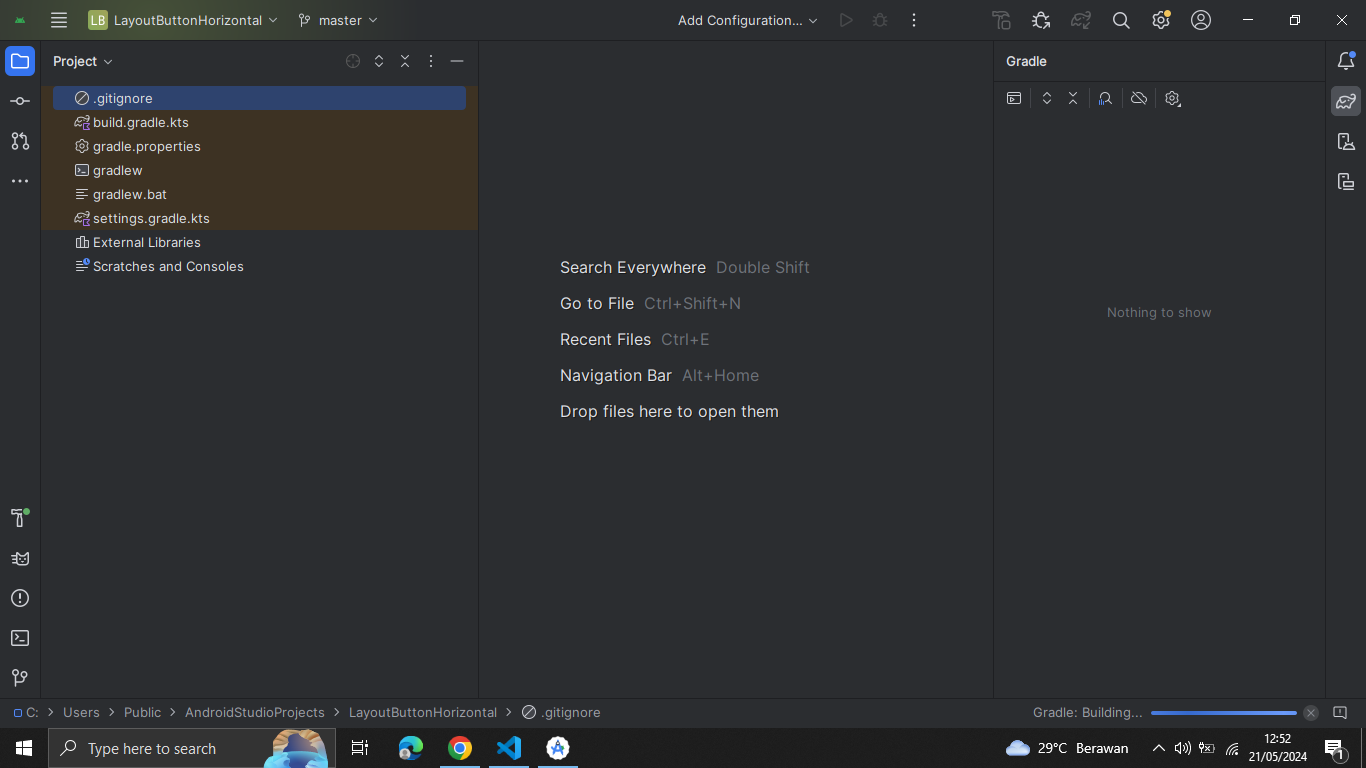 LB LayoutButtonHorizontal master Add Configuration...
Project
.gitignore
build.gradle.kts
gradle.properties
gradlew
gradlew.bat
settings.gradle.kts
External Libraries
Scratches and Consoles
Search Everywhere Double Shift
Go to File Ctrl+Shift+N
Recent Files Ctrl+E
Navigation Bar Alt+Home
Drop files here to open them
Gradle
Nothing to show
C: Users Public AndroidStudioProjects LayoutButtonHorizontal .gitignore Gradle: Building...
Type here to search
29°C Berawan
12:52
21/05/2024
1